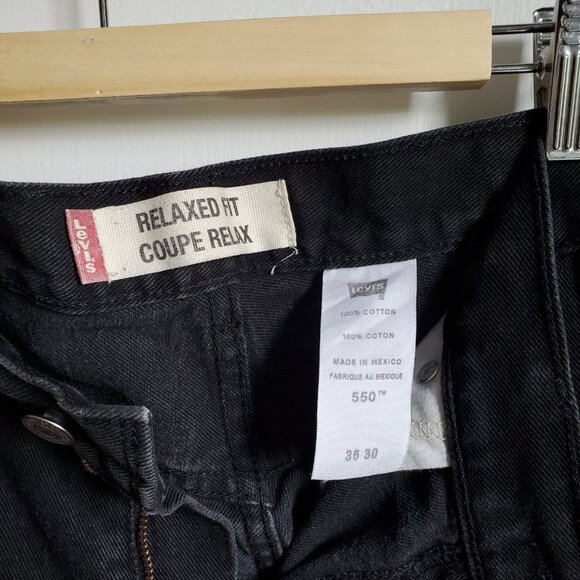 Levi's
RELAXED FIT
COUPE RELAX
Levi's
100% COTTON
100% COTON
MADE IN MEXICO
FABRIQUE AU MEXIQUE
550™
36 30